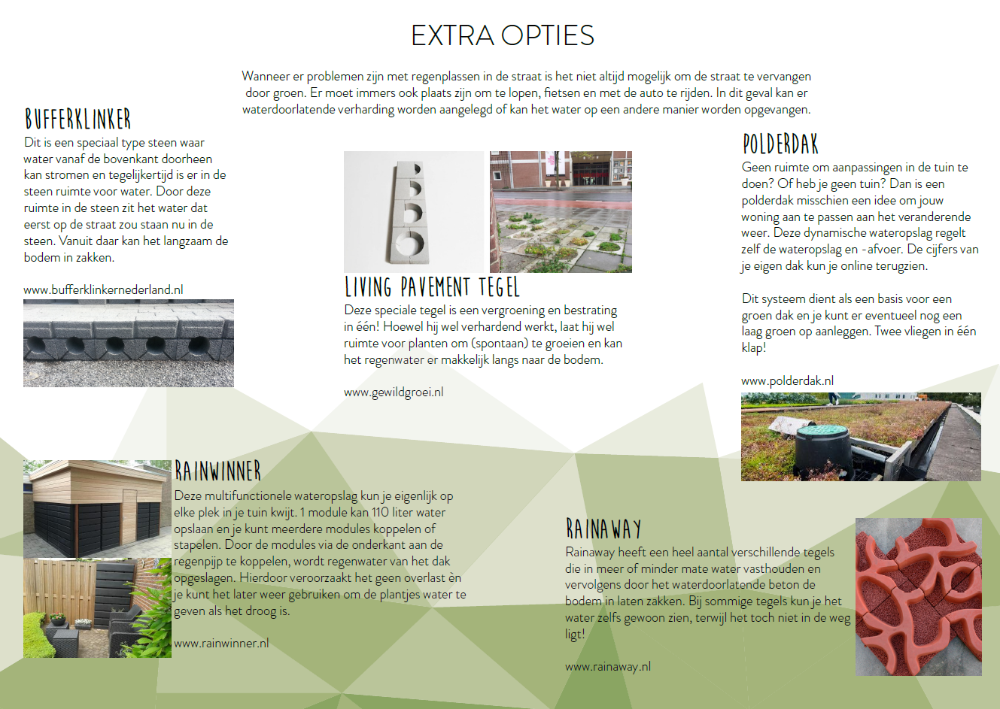 EXTRA OPTIES
Wanneer er problemen zijn met regenplassen in de straat is het niet altijd mogelijk om de straat te vervangen
door groen. Er moet immers ook plaats zijn om te lopen, fietsen en met de auto te rijden. In dit geval kan er
waterdoorlatende verharding worden aangelegd of kan het water op een andere manier worden opgevangen.
BUFFERKLINKER
Dit is een speciaal type steen waar
water vanaf de bovenkant doorheen
kan stromen en tegelijkertijd is er in de
steen ruimte voor water. Door deze
ruimte in de steen zit het water dat
eerst op de straat zou staan nu in de
steen. Vanuit daar kan het langzaam de
bodem in zakken.
www.bufferklinkernederland.nl
LIVING PAVEMENT TEGEL
Deze speciale tegel is een vergroening en bestrating
in één! Hoewel hij wel verhardend werkt, laat hij wel
ruimte voor planten om (spontaan) te groeien en kan
het regenwater er makkelijk langs naar de bodem.
www.gewildgroei.nl
POLDERDAK
Geen ruimte om aanpassingen in de tuin te
doen? Of heb je geen tuin? Dan is een
polderdak misschien een idee om jouw
woning aan te passen aan het veranderende
weer. Deze dynamische wateropslag regelt
zelf de wateropslag en -afvoer. De cijfers van
je eigen dak kun je online terugzien.
Dit systeem dient als een basis voor een
groen dak en je kunt er eventueel nog een
laag groen op aanleggen. Twee vliegen in één
klap!
www.polderdak.nl
RAINWINNER
Deze multifunctionele wateropslag kun je eigenlijk op
elke plek in je tuin kwijt. 1 module kan 110 liter water
opslaan en je kunt meerdere modules koppelen of
stapelen. Door de modules via de onderkant aan de
regenpijp te koppelen, wordt regenwater van het dak
opgeslagen. Hierdoor veroorzaakt het geen overlast èn
je kunt het later weer gebruiken om de plantjes water te
geven als het droog is.
www.rainwinner.nl
RAINAWAY
Rainaway heeft een heel aantal verschillende tegels
die in meer of minder mate water vasthouden en
vervolgens door het waterdoorlatende beton de
bodem in laten zakken. Bij sommige tegels kun je het
water zelfs gewoon zien, terwijl het toch niet in de weg
ligt!
www.rainaway.nl